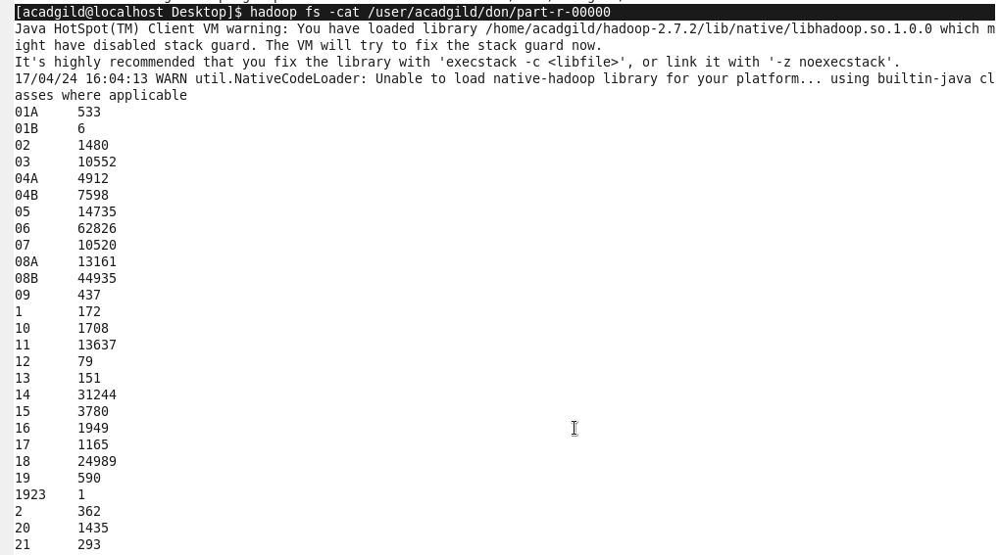 [acadgild@localhost Desktop]$ hadoop fs -cat /user/acadgild/don/part-r-00000
Java HotSpot(TM) Client VM warning: You have loaded library /home/acadgild/hadoop-2.7.2/lib/native/libhadoop.so.1.0.0 which m
ight have disabled stack guard. The VM will try to fix the stack guard now.
It's highly recommended that you fix the library with 'execstack -c <libfile>', or link it with '-z noexecstack'.
17/04/24 16:04:13 WARN util.NativeCodeLoader: Unable to load native-hadoop library for your platform... using builtin-java cl
asses where applicable
01A	533
01B	6
02	1480
03	10552
04A	4912
04B	7598
05	14735
06	62826
07	10520
08A	13161
08B	44935
09	437
1	172
10	1708
11	13637
12	79
13	151
14	31244
15	3780
16	1949
17	1165
18	24989
19	590
1923	1
2	362
20	1435
21	293